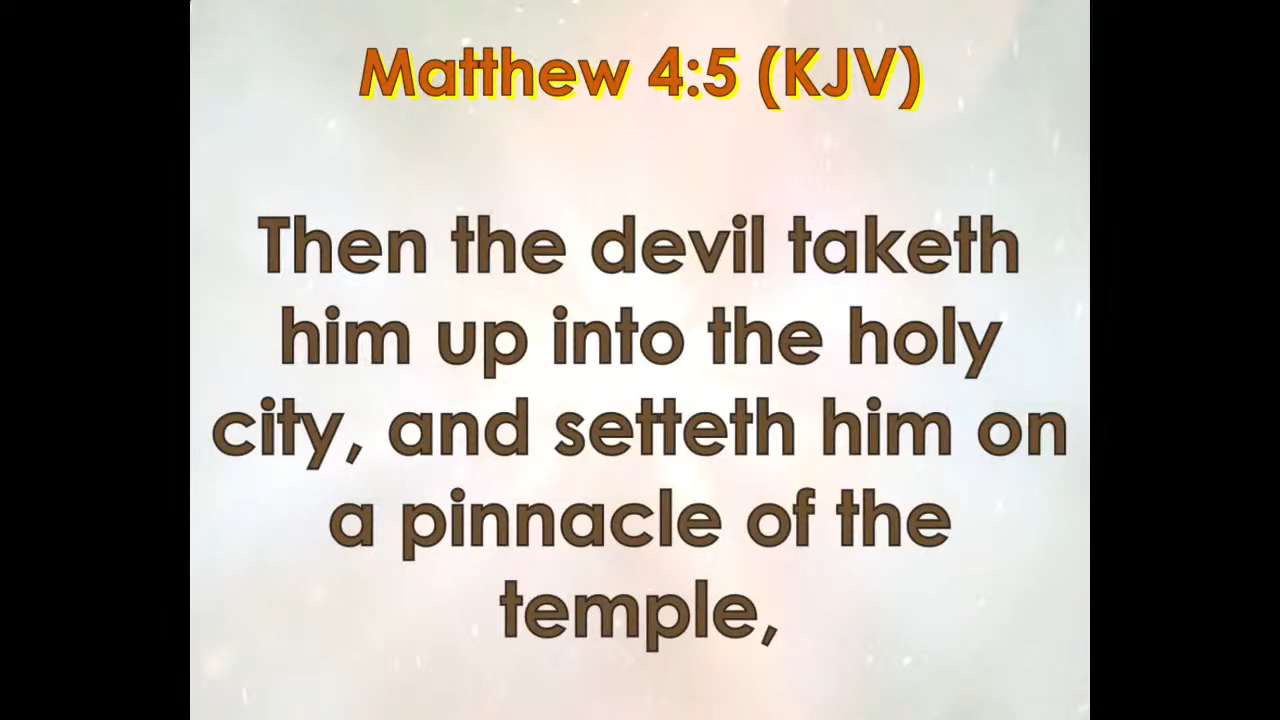 Matthew 4:5 (KJV)
Then the devil taketh
him up into the holy
city, and setteth him on
a pinnacle of the
temple,